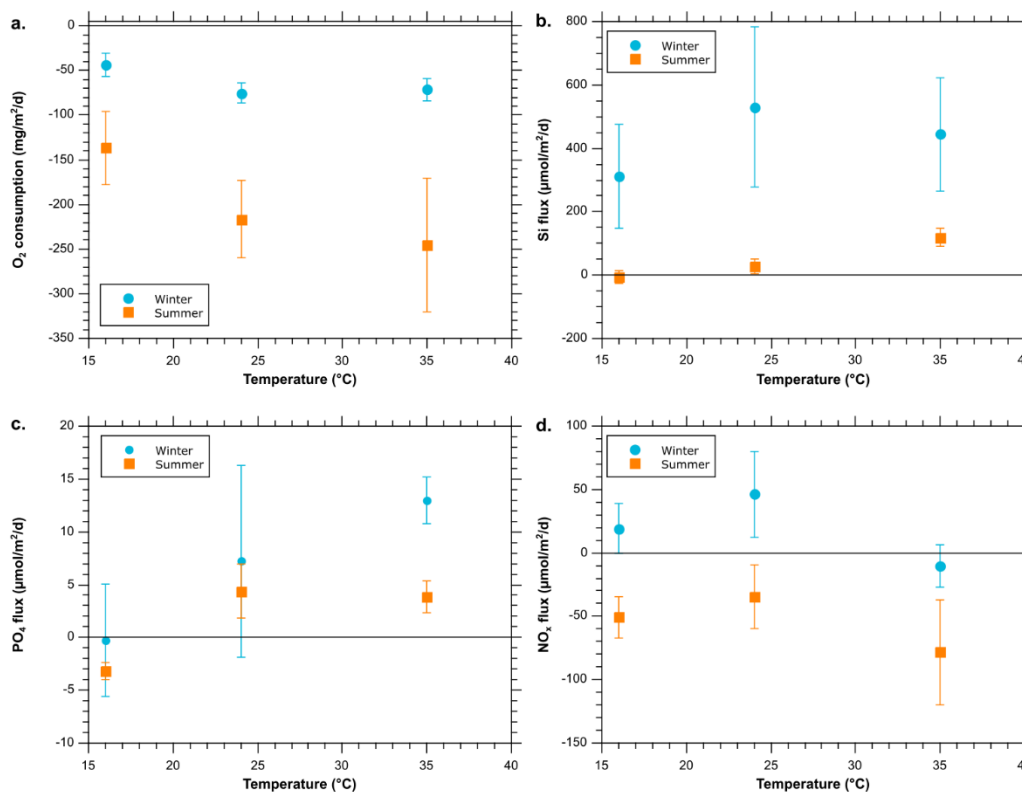 a.
0
-50
-100
-150
-200
-250
-300
-350
O₂ consumption (mg/m²/d)
Winter
Summer
15 20 25 30 35 40
Temperature (°C)
b.
800
600
400
200
0
-200
Si flux (µmol/m²/d)
Winter
Summer
15 20 25 30 35 4
Temperature (°C)
c.
20
15
10
5
0
-5
-10
PO₄ flux (µmol/m²/d)
Winter
Summer
15 20 25 30 35 40
Temperature (°C)
d.
100
50
0
-50
-100
-150
NOₓ flux (µmol/m²/d)
Winter
Summer
15 20 25 30 35 40
Temperature (°C)